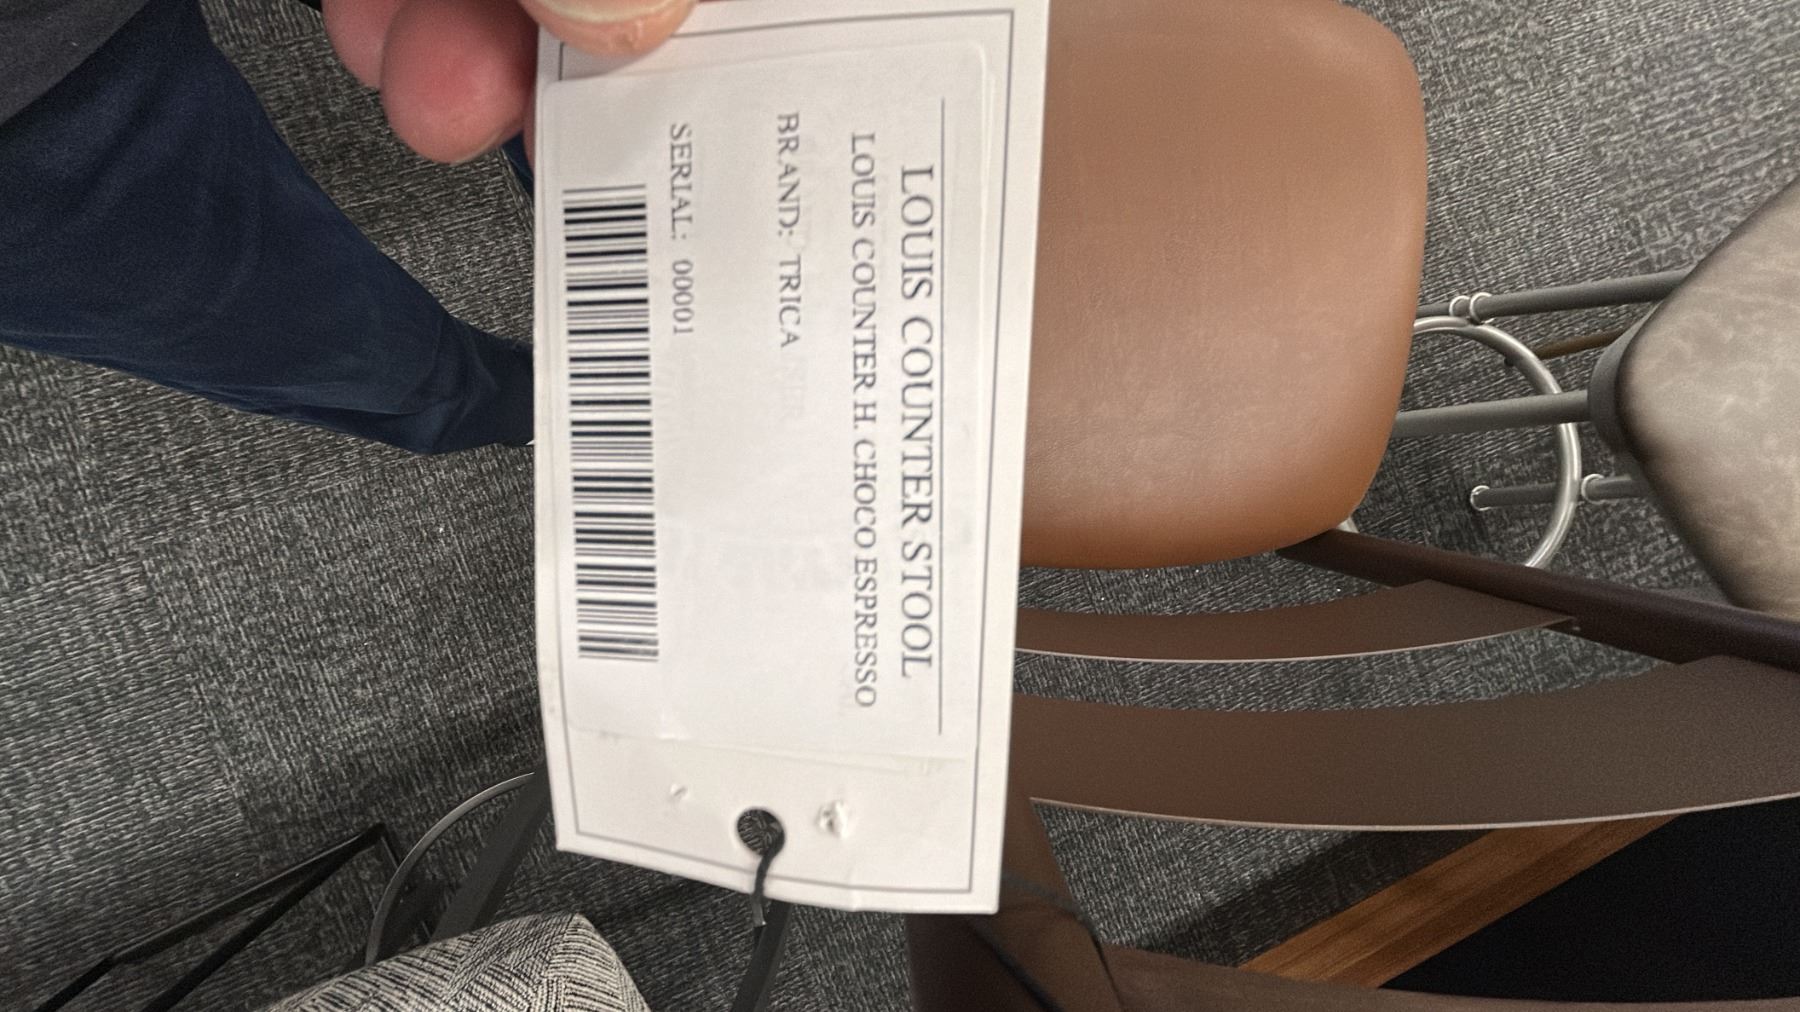 LOUIS COUNTER STOOL
LOUIS COUNTER H. CHOCO ESPRESSO
BRAND: TRICA
SERIAL: 00001